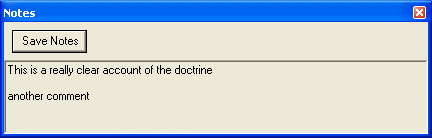 Notes
Save Notes
This is a really clear account of the doctrine
another comment